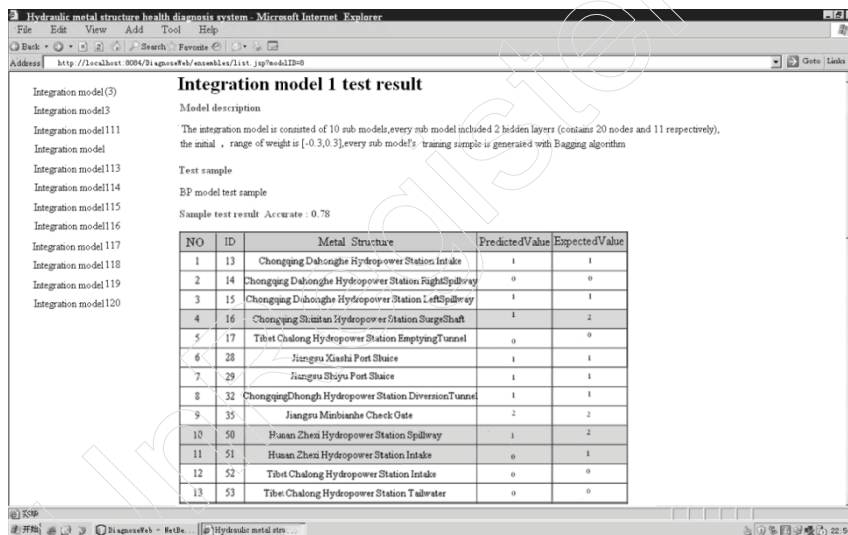 Hydraulic metal structure health diagnosis system - Microsoft Internet Explorer
File Edit View Add Tool Help
Back Search Favorite
Address http://localhost:8084/DiagnoseWeb/ensembles/list.jsp?modelID=8 Goto Links
Integration model(3)
Integration model3
Integration model111
Integration model
Integration model113
Integration model114
Integration model115
Integration model116
Integration model 117
Integration model 118
Integration model119
Integration model120
Integration model 1 test result
Model description
The integration model is consisted of 10 sub models,every sub model included 2 hidden layers (contains 20 nodes and 11 respectively),
the initial , range of weight is [-0.3,0.3],every sub model's training sample is generated with Bagging algorithm
Test sample
BP model test sample
Sample test result Accurate : 0.78
NO ID Metal Structure PredictedValue ExpectedValue
1 13 Chongqing Dahonghe Hydropower Station Intake 1 1
2 14 Chongqing Dahonghe Hydropower Station RightSpillway 0 0
3 15 Chongqing Dahonghe Hydropower Station LeftSpillway 1 1
4 16 Chongqing Shizitan Hydropower Station SurgeShaft 1 2
5 17 Tibet Chalong Hydropower Station EmptyingTunnel 0 0
6 28 Jiangsu Xiashi Port Sluice 1 1
7 29 Jiangsu Shiyu Port Sluice 1 1
8 32 ChongqingDhongh Hydropower Station DiversionTunnel 1 1
9 35 Jiangsu Minbianhe Check Gate 2 2
10 50 Hunan Zhexi Hydropower Station Spillway 1 2
11 51 Hunan Zhexi Hydropower Station Intake 0 1
12 52 Tibet Chalong Hydropower Station Intake 0 0
13 53 Tibet Chalong Hydropower Station Tailwater 0 0
完毕
开始 DiagnoseWeb - NetBe... Hydraulic metal stru... 22:5